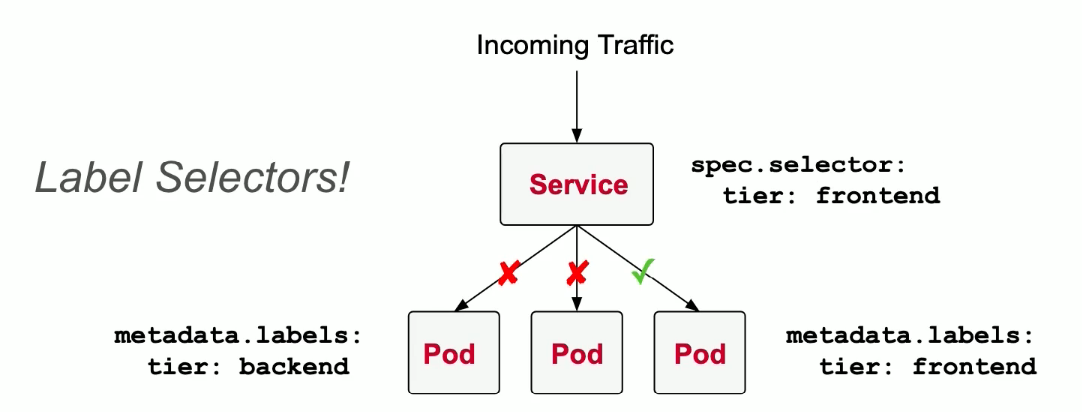 Incoming Traffic
Label Selectors!
Service
spec.selector:
tier: frontend
metadata.labels:
tier: backend
Pod
Pod
Pod
metadata.labels:
tier: frontend